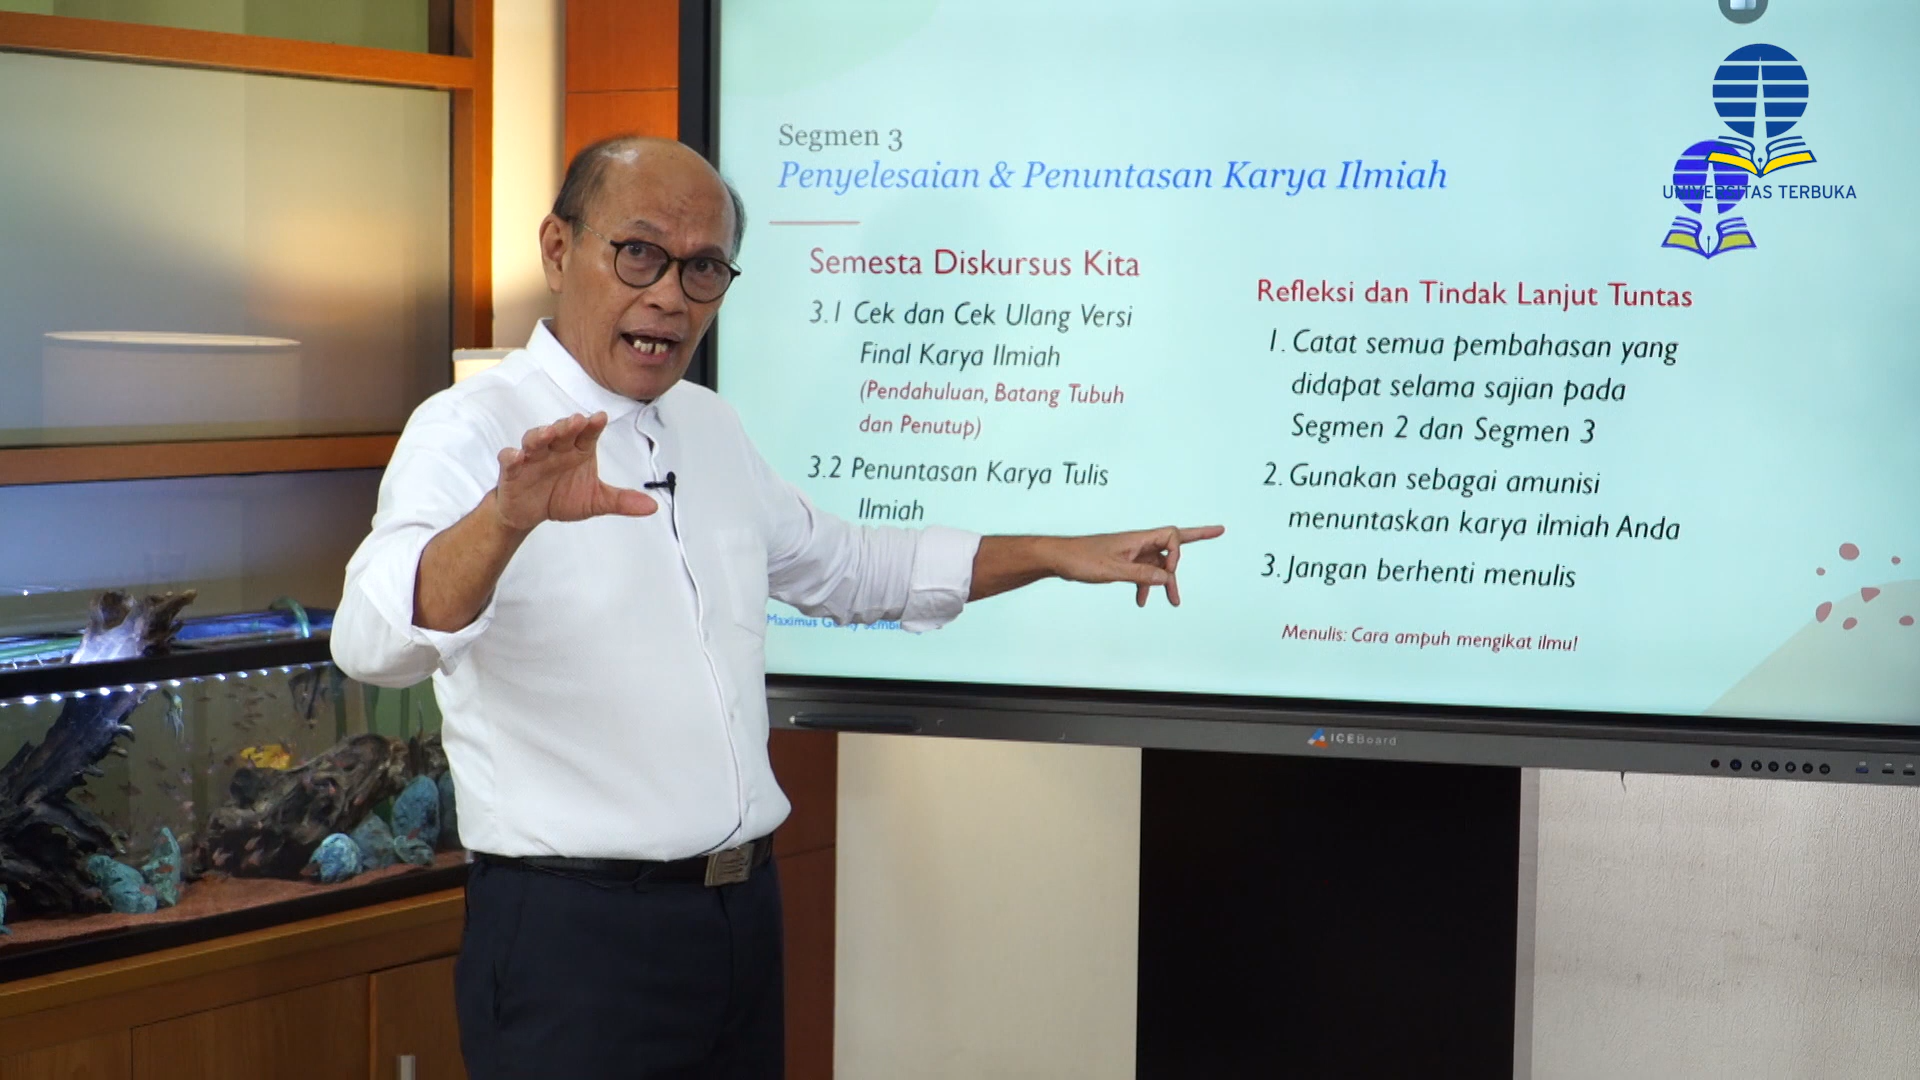 Segmen 3
Penyelesaian & Penuntasan Karya Ilmiah
Semesta Diskursus Kita
3.1 Cek dan Cek Ulang Versi
Final Karya Ilmiah
(Pendahuluan, Batang Tubuh
dan Penutup)
3.2 Penuntasan Karya Tulis
Ilmiah
Maximus
Refleksi dan Tindak Lanjut Tuntas
1. Catat semua pembahasan yang
didapat selama sajian pada
Segmen 2 dan Segmen 3
2. Gunakan sebagai amunisi
menuntaskan karya ilmiah Anda
3. Jangan berhenti menulis
Menulis: Cara ampuh mengikat ilmu!
UNIVERSITAS TERBUKA
ICEBoard